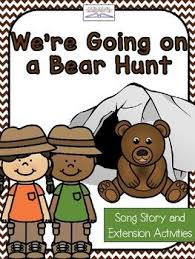 We're Going on
a Bear Hunt
Song Story and
Extension Activities